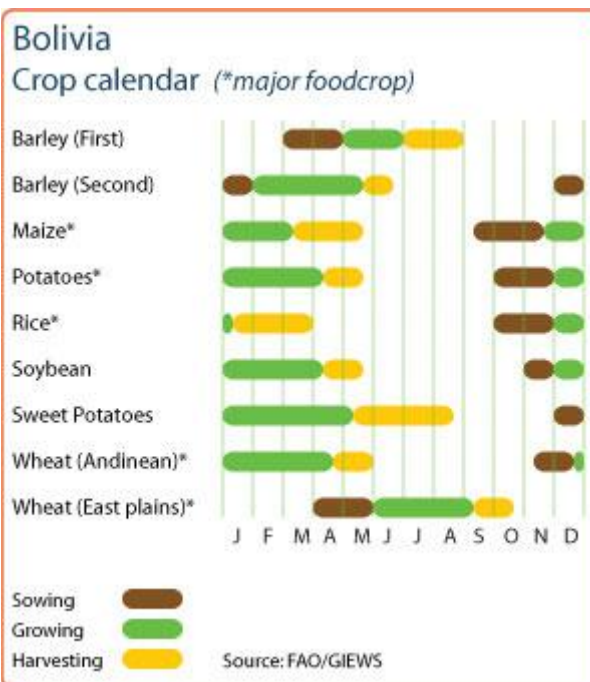 Bolivia
Crop calendar (*major foodcrop)
Barley (First)
Barley (Second)
Maize*
Potatoes*
Rice*
Soybean
Sweet Potatoes
Wheat (Andinean)*
Wheat (East plains)*
J F M A M J J A S O N D
Sowing
Growing
Harvesting
Source: FAO/GIEWS